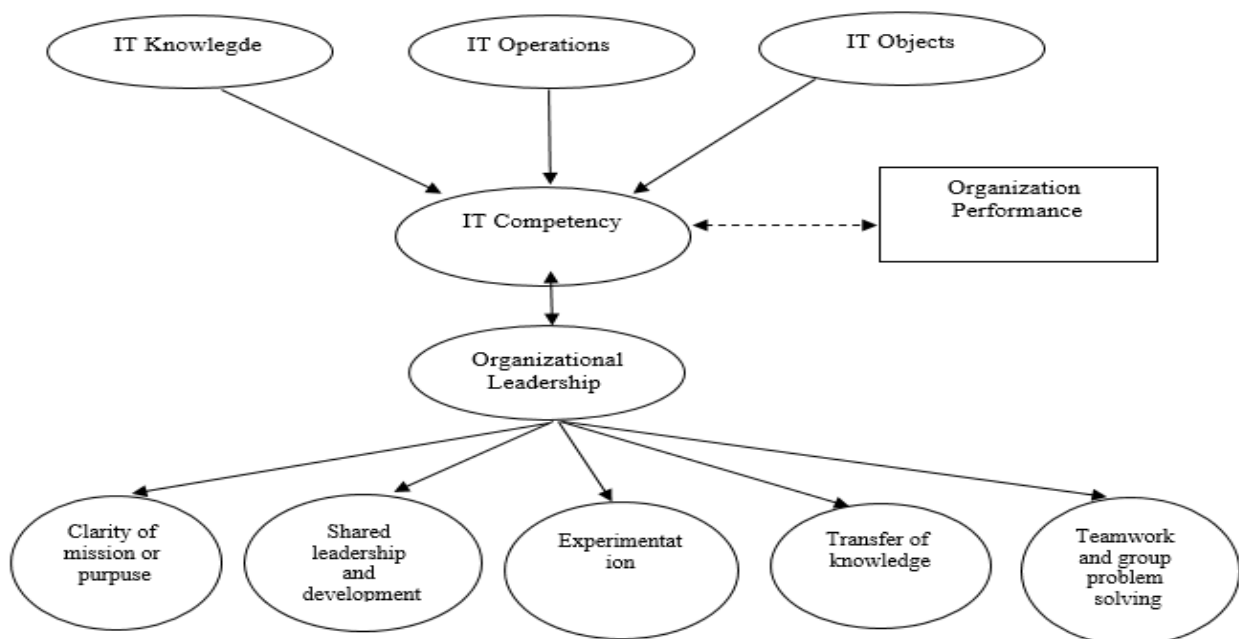 IT Knowlegde
IT Operations
IT Objects
Organization
Performance
IT Competency
Organizational
Leadership
Clarity of
mission or
purpuse
Shared
leadership
and
development
Experimentat
ion
Transfer of
knowledge
Teamwork
and group
problem
solving